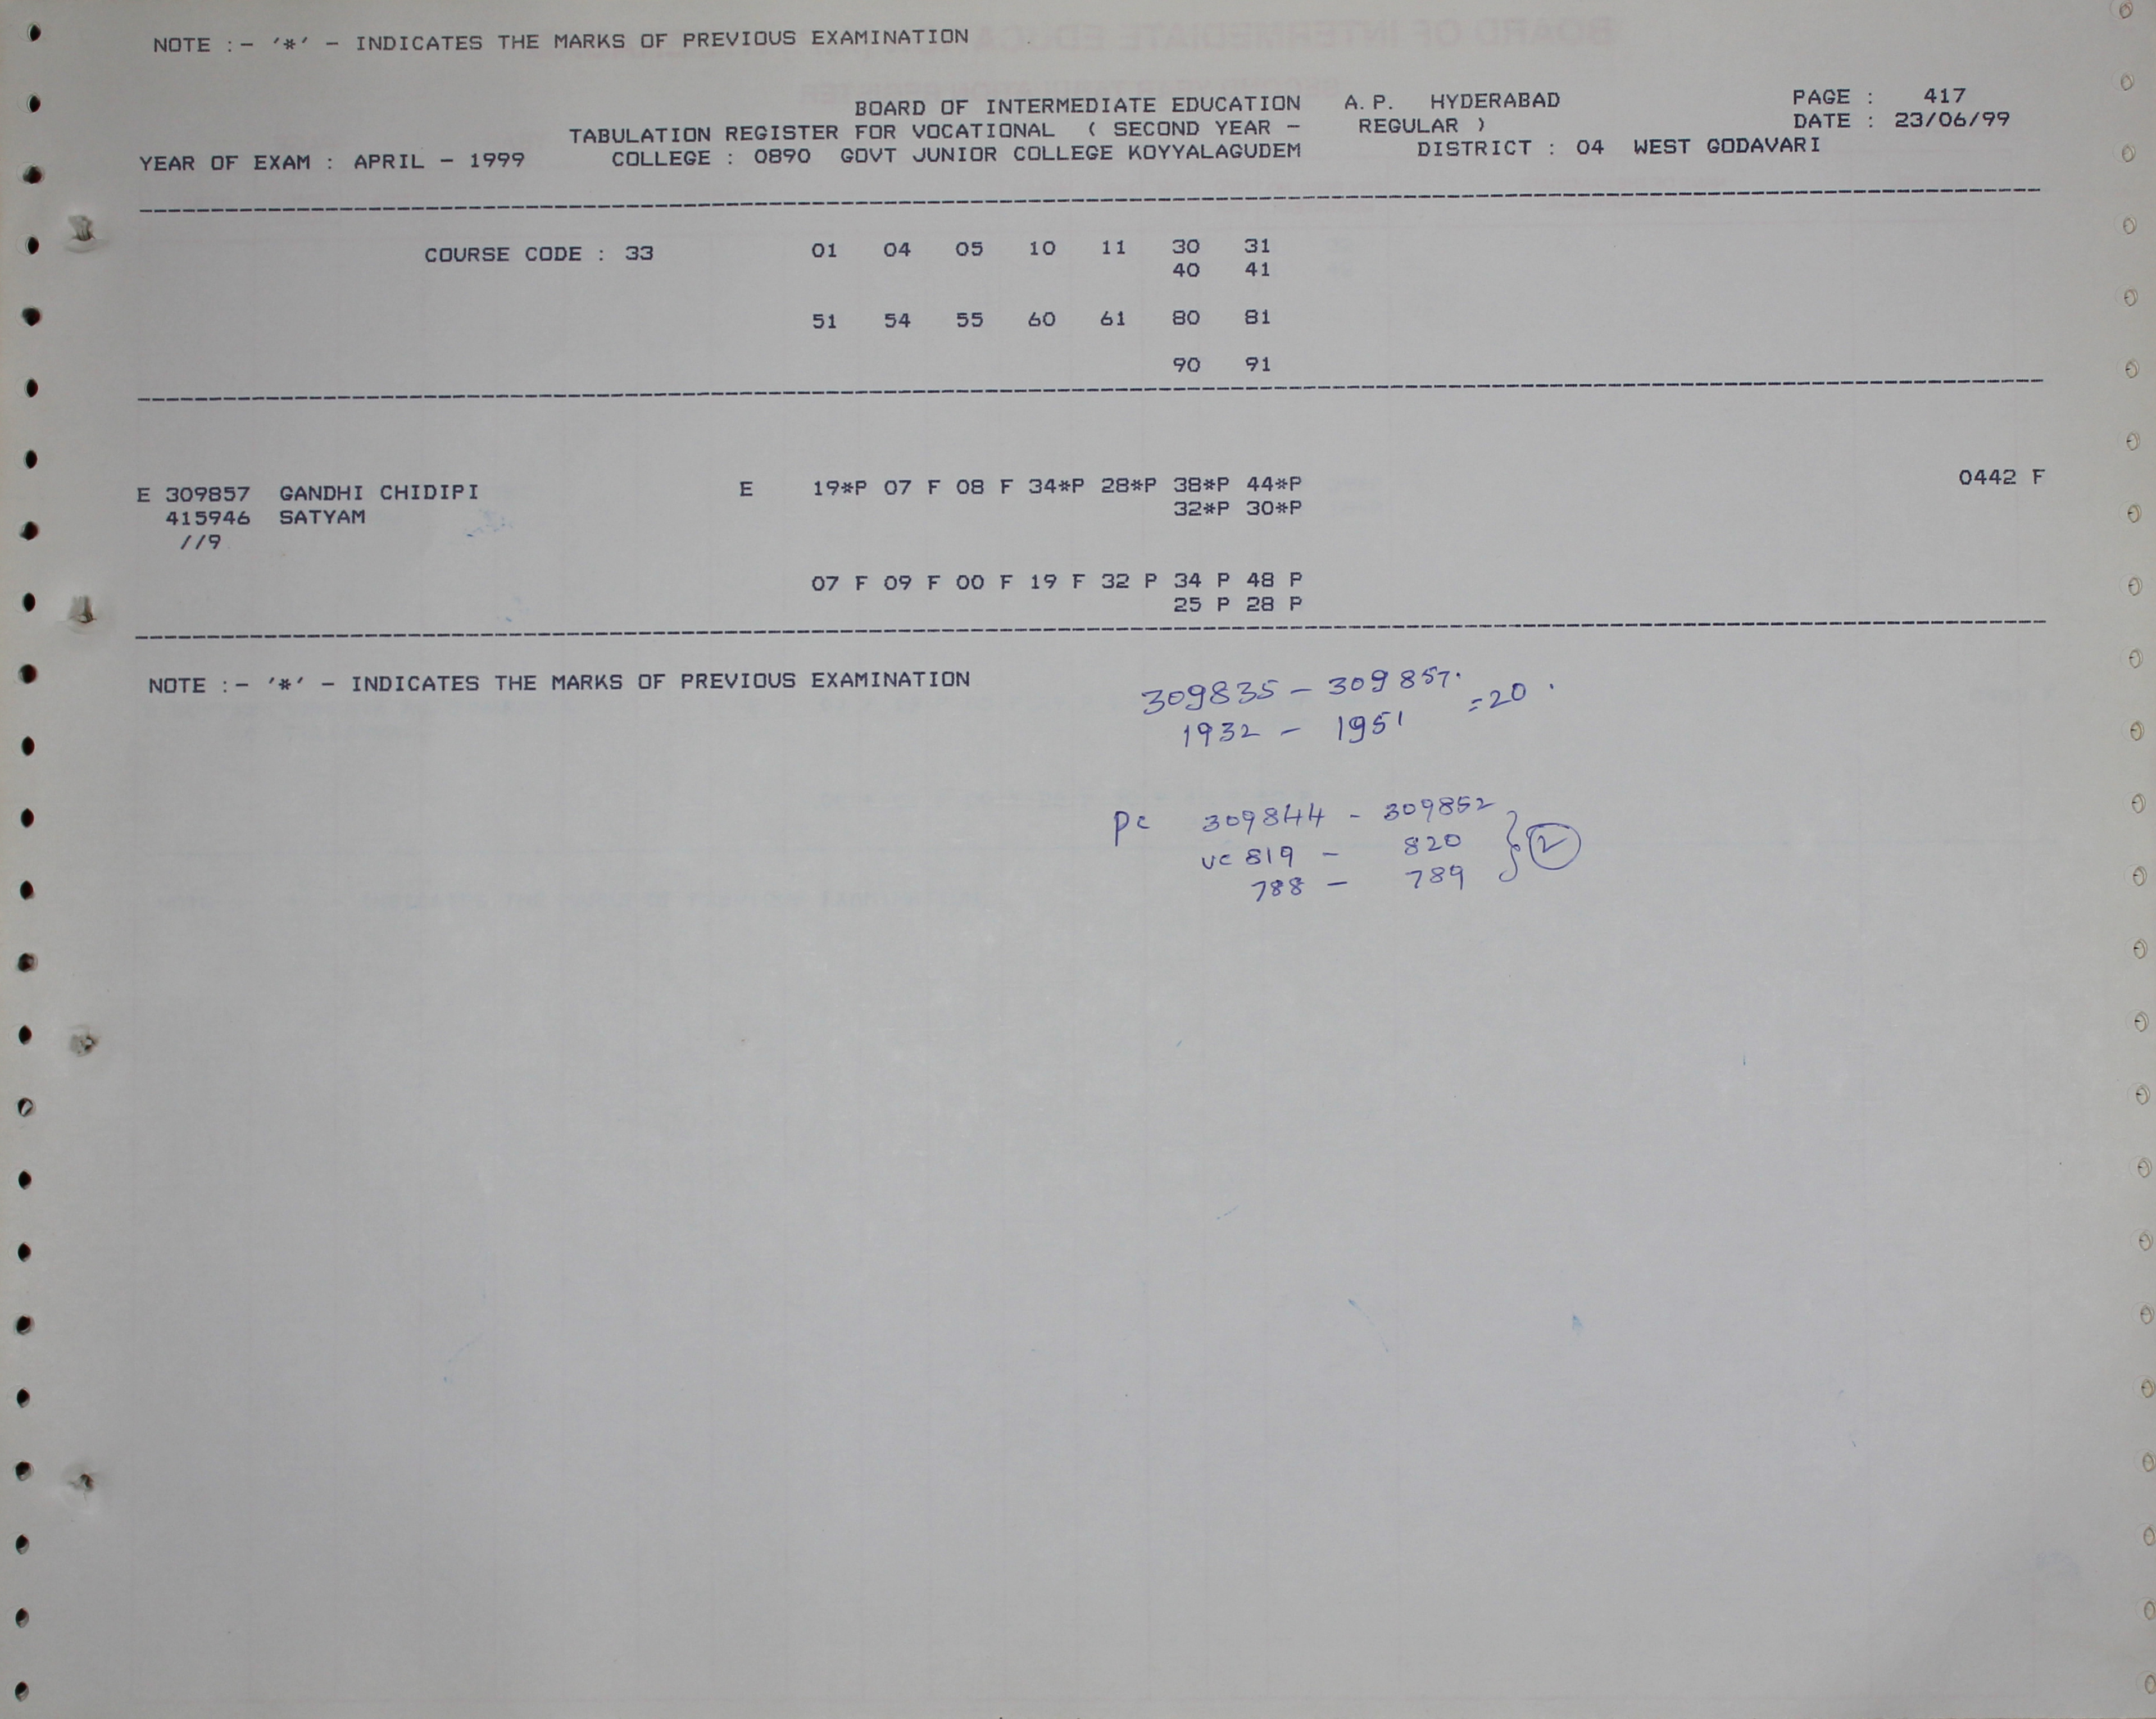 NOTE :- '*' - INDICATES THE MARKS OF PREVIOUS EXAMINATION
BOARD OF INTERMEDIATE EDUCATION A.P. HYDERABAD PAGE : 417
TABULATION REGISTER FOR VOCATIONAL ( SECOND YEAR - REGULAR ) DATE : 23/06/99
YEAR OF EXAM : APRIL - 1999 COLLEGE : 0890 GOVT JUNIOR COLLEGE KOYYALAGUDEM DISTRICT : 04 WEST GODAVARI
COURSE CODE : 33 01 04 05 10 11 30 31
40 41
51 54 55 60 61 80 81
90 91
E 309857 GANDHI CHIDIPI E 19*P 07 F 08 F 34*P 28*P 38*P 44*P 0442 F
415946 SATYAM 32*P 30*P
//9
07 F 09 F 00 F 19 F 32 P 34 P 48 P
25 P 28 P
NOTE :- '*' - INDICATES THE MARKS OF PREVIOUS EXAMINATION
309835 - 309857. =20.
1932 - 1951
PC 309844 - 309852
VC 819 - 820 } 2
788 - 789